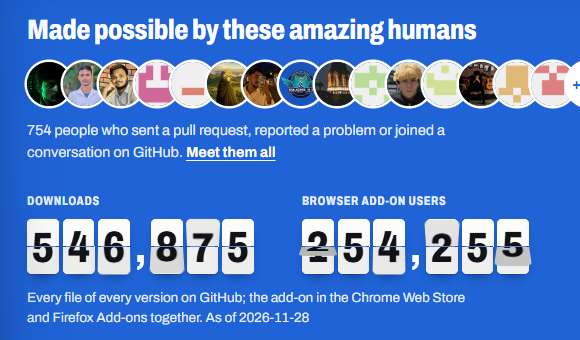 Made possible by these amazing humans
+
754 people who sent a pull request, reported a problem or joined a
conversation on GitHub. Meet them all
DOWNLOADS
546,875
BROWSER ADD-ON USERS
254,255
Every file of every version on GitHub; the add-on in the Chrome Web Store
and Firefox Add-ons together. As of 2026-11-28